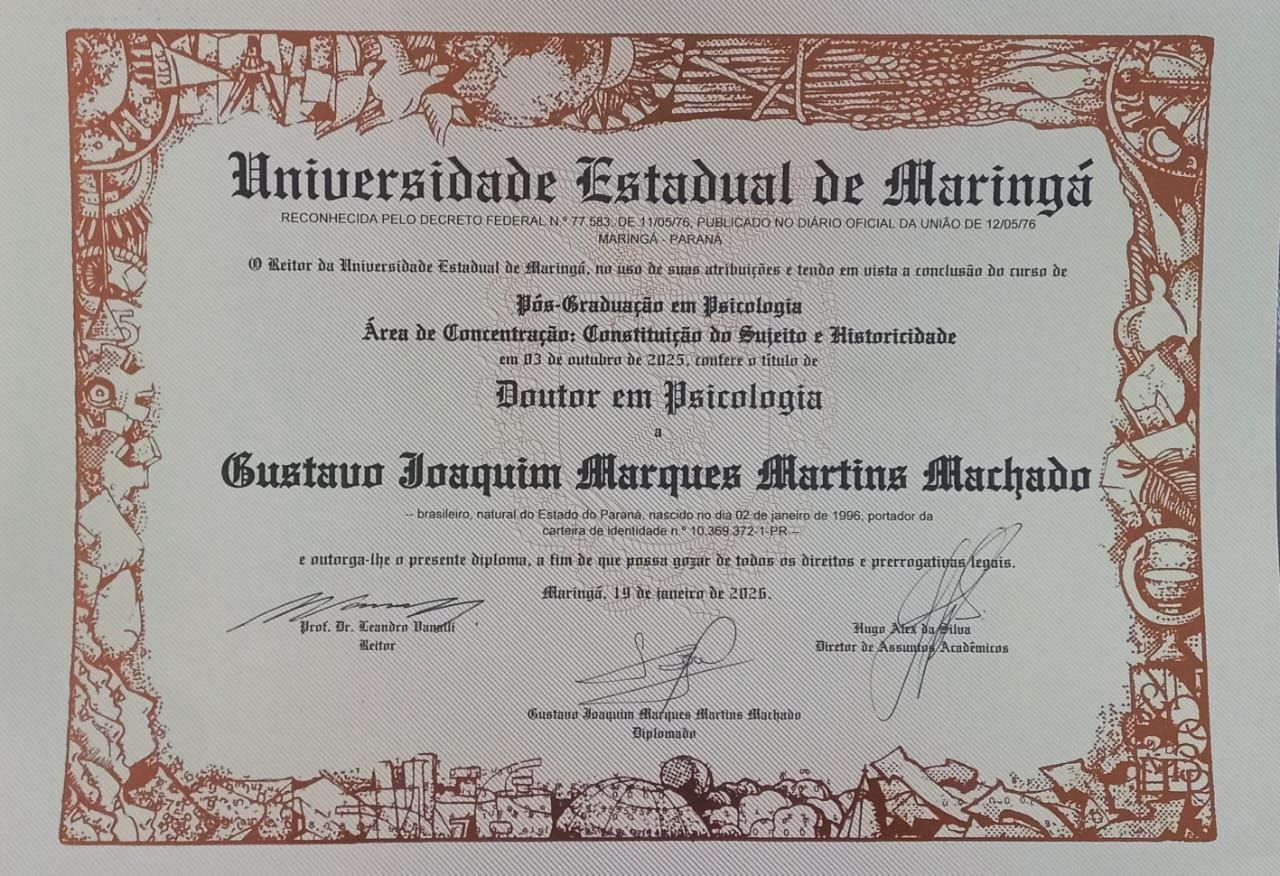 Universidade Estadual de Maringá
RECONHECIDA PELO DECRETO FEDERAL N.º 77.583, DE 11/05/76, PUBLICADO NO DIÁRIO OFICIAL DA UNIÃO DE 12/05/76
MARINGÁ - PARANÁ
O Reitor da Universidade Estadual de Maringá, no uso de suas atribuições e tendo em vista a conclusão do curso de
Pós-Graduação em Psicologia
Área de Concentração: Constituição do Sujeito e Historicidade
em 03 de outubro de 2025, confere o título de
Doutor em Psicologia
a
Gustavo Joaquim Marques Martins Machado
-- brasileiro, natural do Estado do Paraná, nascido no dia 02 de janeiro de 1996, portador da
carteira de identidade n.º 10.369.372-1-PR --
e outorga-lhe o presente diploma, a fim de que possa gozar de todos os direitos e prerrogativas legais.
Maringá, 19 de janeiro de 2026.
Prof. Dr. Leandro Vanalli
Reitor
Hugo Alex da Silva
Diretor de Assuntos Acadêmicos
Gustavo Joaquim Marques Martins Machado
Diplomado